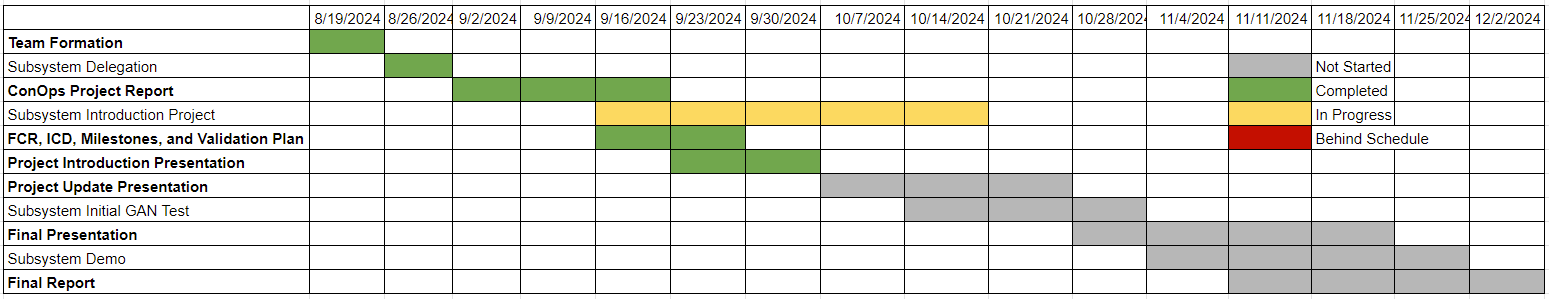 8/19/2024 8/26/2024 9/2/2024 9/9/2024 9/16/2024 9/23/2024 9/30/2024 10/7/2024 10/14/2024 10/21/2024 10/28/2024 11/4/2024 11/11/2024 11/18/2024 11/25/2024 12/2/2024
Team Formation
Subsystem Delegation Not Started
ConOps Project Report Completed
Subsystem Introduction Project In Progress
FCR, ICD, Milestones, and Validation Plan Behind Schedule
Project Introduction Presentation
Project Update Presentation
Subsystem Initial GAN Test
Final Presentation
Subsystem Demo
Final Report